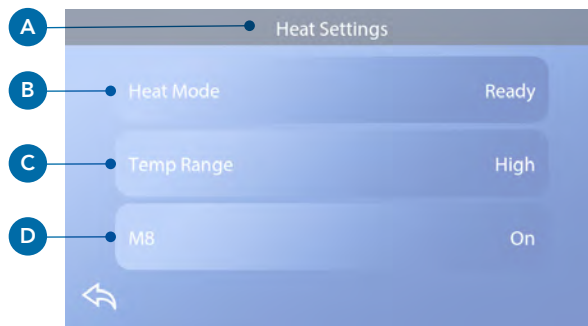 A Heat Settings
B Heat Mode Ready
C Temp Range High
D M8 On